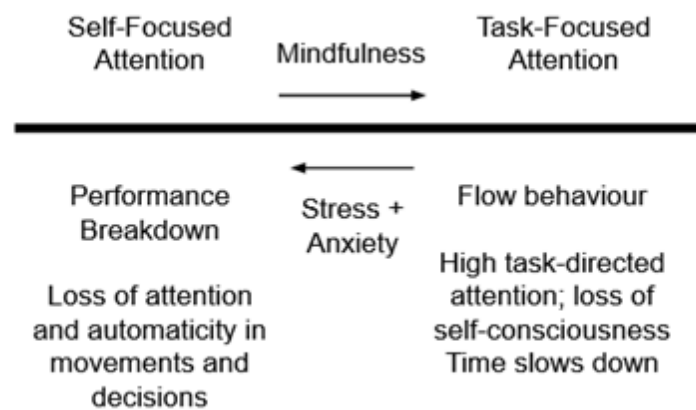 Self-Focused
Attention
Mindfulness
Task-Focused
Attention
Performance
Breakdown
Loss of attention
and automaticity in
movements and
decisions
Stress +
Anxiety
Flow behaviour
High task-directed
attention; loss of
self-consciousness
Time slows down